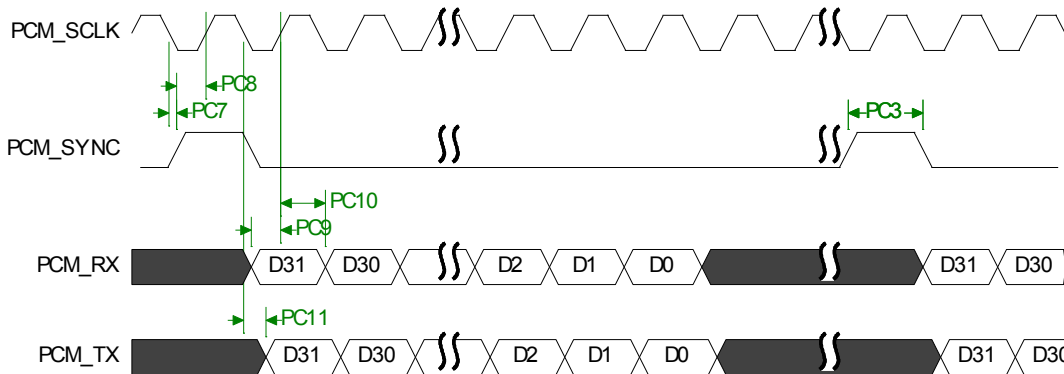 PCM_SCLK
PC8
PC7
PC3
PCM_SYNC
PC10
PC9
PCM_RX D31 D30 D2 D1 D0 D31 D30
PC11
PCM_TX D31 D30 D2 D1 D0 D31 D30